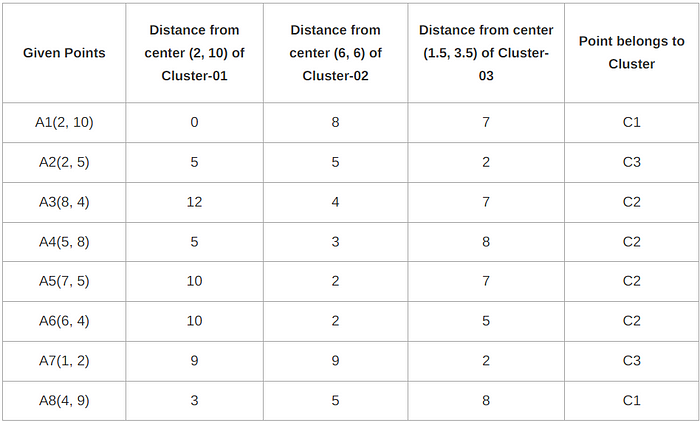 Given Points
Distance from
center (2, 10) of
Cluster-01
Distance from
center (6, 6) of
Cluster-02
Distance from center
(1.5, 3.5) of Cluster-
03
Point belongs to
Cluster
A1(2, 10) 0 8 7 C1
A2(2, 5) 5 5 2 C3
A3(8, 4) 12 4 7 C2
A4(5, 8) 5 3 8 C2
A5(7, 5) 10 2 7 C2
A6(6, 4) 10 2 5 C2
A7(1, 2) 9 9 2 C3
A8(4, 9) 3 5 8 C1